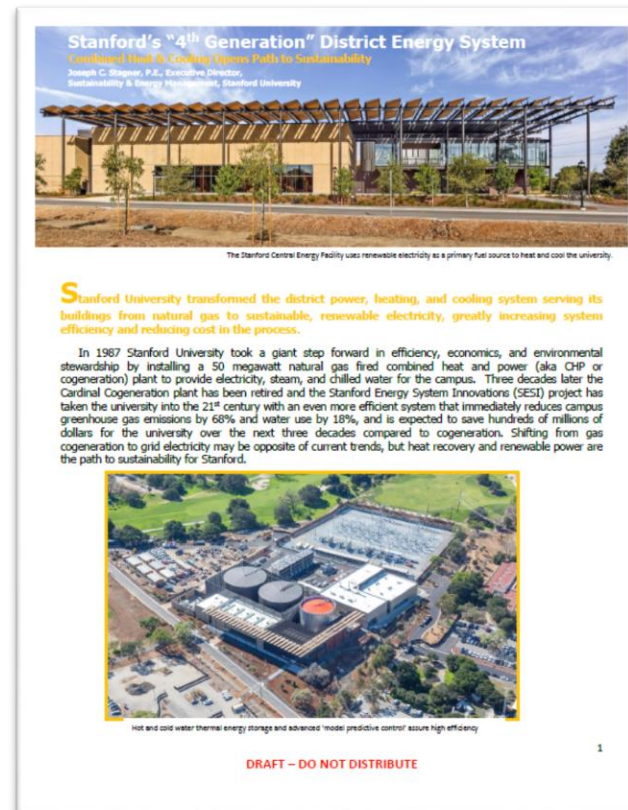 Stanford's "4th Generation" District Energy System
Combined Heat & Cooling Opens Path to Sustainability
Joseph C. Stagner, P.E., Executive Director,
Sustainability & Energy Management, Stanford University
The Stanford Central Energy Facility uses renewable electricity as a primary fuel source to heat and cool the university.
Stanford University transformed the district power, heating, and cooling system serving its
buildings from natural gas to sustainable, renewable electricity, greatly increasing system
efficiency and reducing cost in the process.
In 1987 Stanford University took a giant step forward in efficiency, economics, and environmental
stewardship by installing a 50 megawatt natural gas fired combined heat and power (aka CHP or
cogeneration) plant to provide electricity, steam, and chilled water for the campus. Three decades later the
Cardinal Cogeneration plant has been retired and the Stanford Energy System Innovations (SESI) project has
taken the university into the 21st century with an even more efficient system that immediately reduces campus
greenhouse gas emissions by 68% and water use by 18%, and is expected to save hundreds of millions of
dollars for the university over the next three decades compared to cogeneration. Shifting from gas
cogeneration to grid electricity may be opposite of current trends, but heat recovery and renewable power are
the path to sustainability for Stanford.
Hot and cold water thermal energy storage and advanced 'model predictive control' assure high efficiency
1
DRAFT – DO NOT DISTRIBUTE